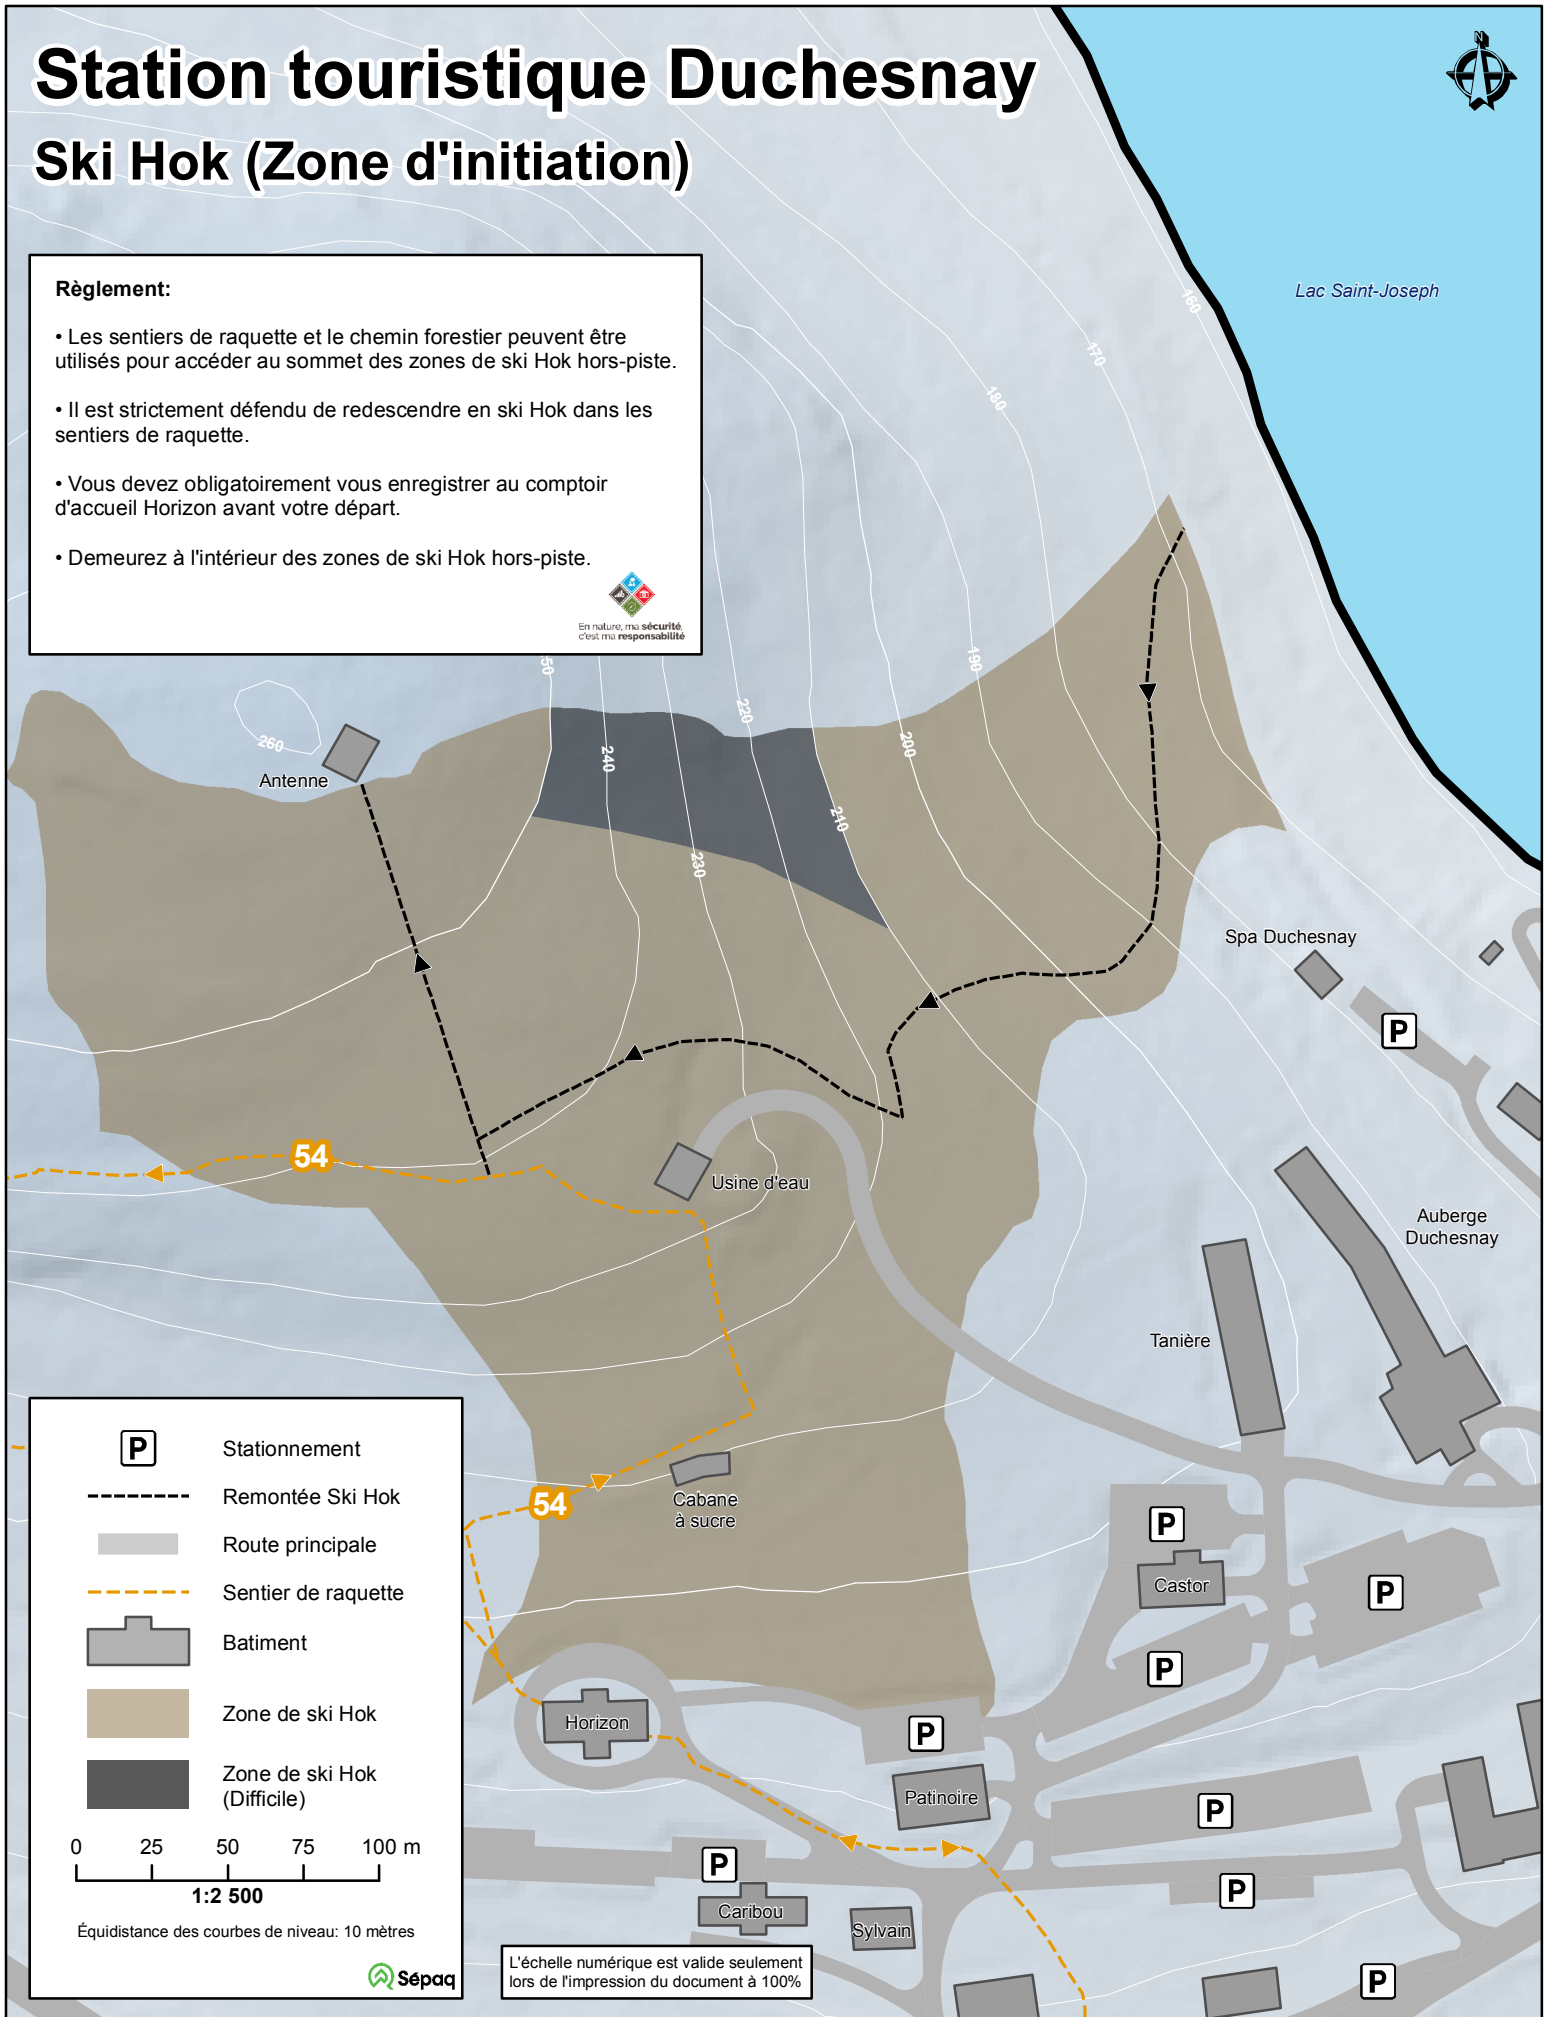 Station touristique Duchesnay
Ski Hok (Zone d'initiation)
N
Règlement:
• Les sentiers de raquette et le chemin forestier peuvent être
utilisés pour accéder au sommet des zones de ski Hok hors-piste.
• Il est strictement défendu de redescendre en ski Hok dans les
sentiers de raquette.
• Vous devez obligatoirement vous enregistrer au comptoir
d'accueil Horizon avant votre départ.
• Demeurez à l'intérieur des zones de ski Hok hors-piste.
En nature, ma sécurité,
c'est ma responsabilité
Lac Saint-Joseph
160
170
180
190
50
220
200
240
260
210
230
Antenne
Spa Duchesnay
P
54
Usine d'eau
Auberge
Duchesnay
Tanière
54
Cabane
à sucre
P
Castor
P
P
Horizon
P
Patinoire
P
P
Caribou
Sylvain
P
P
P
Stationnement
Remontée Ski Hok
Route principale
Sentier de raquette
Batiment
Zone de ski Hok
Zone de ski Hok
(Difficile)
0 25 50 75 100 m
1:2 500
Équidistance des courbes de niveau: 10 mètres
Sépaq
L'échelle numérique est valide seulement
lors de l'impression du document à 100%